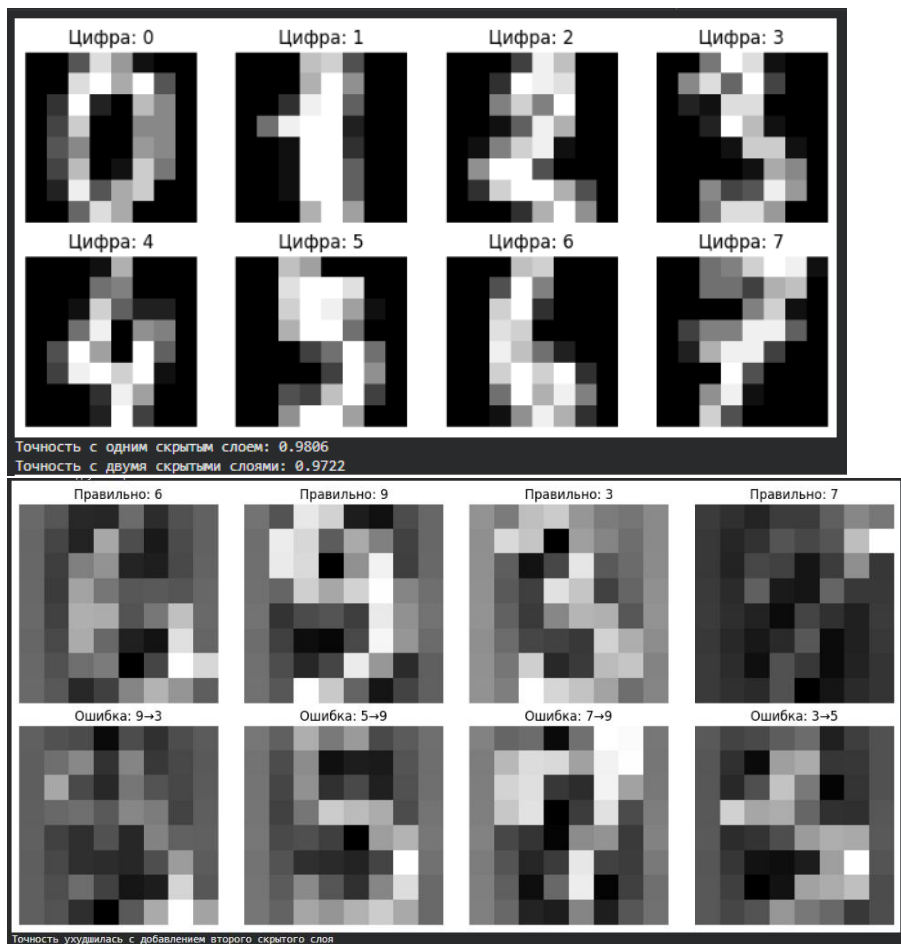 Цифра: 0 Цифра: 1 Цифра: 2 Цифра: 3
Цифра: 4 Цифра: 5 Цифра: 6 Цифра: 7
Точность с одним скрытым слоем: 0.9806
Точность с двумя скрытыми слоями: 0.9722
Правильно: 6 Правильно: 9 Правильно: 3 Правильно: 7
Ошибка: 9→3 Ошибка: 5→9 Ошибка: 7→9 Ошибка: 3→5
Точность ухудшилась с добавлением второго скрытого слоя